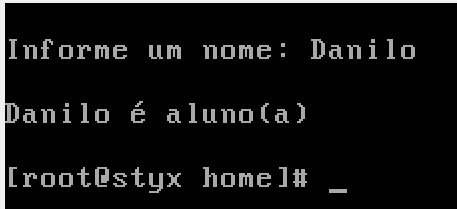 Informe um nome: Danilo
Danilo é aluno(a)
[root@styx home]# _